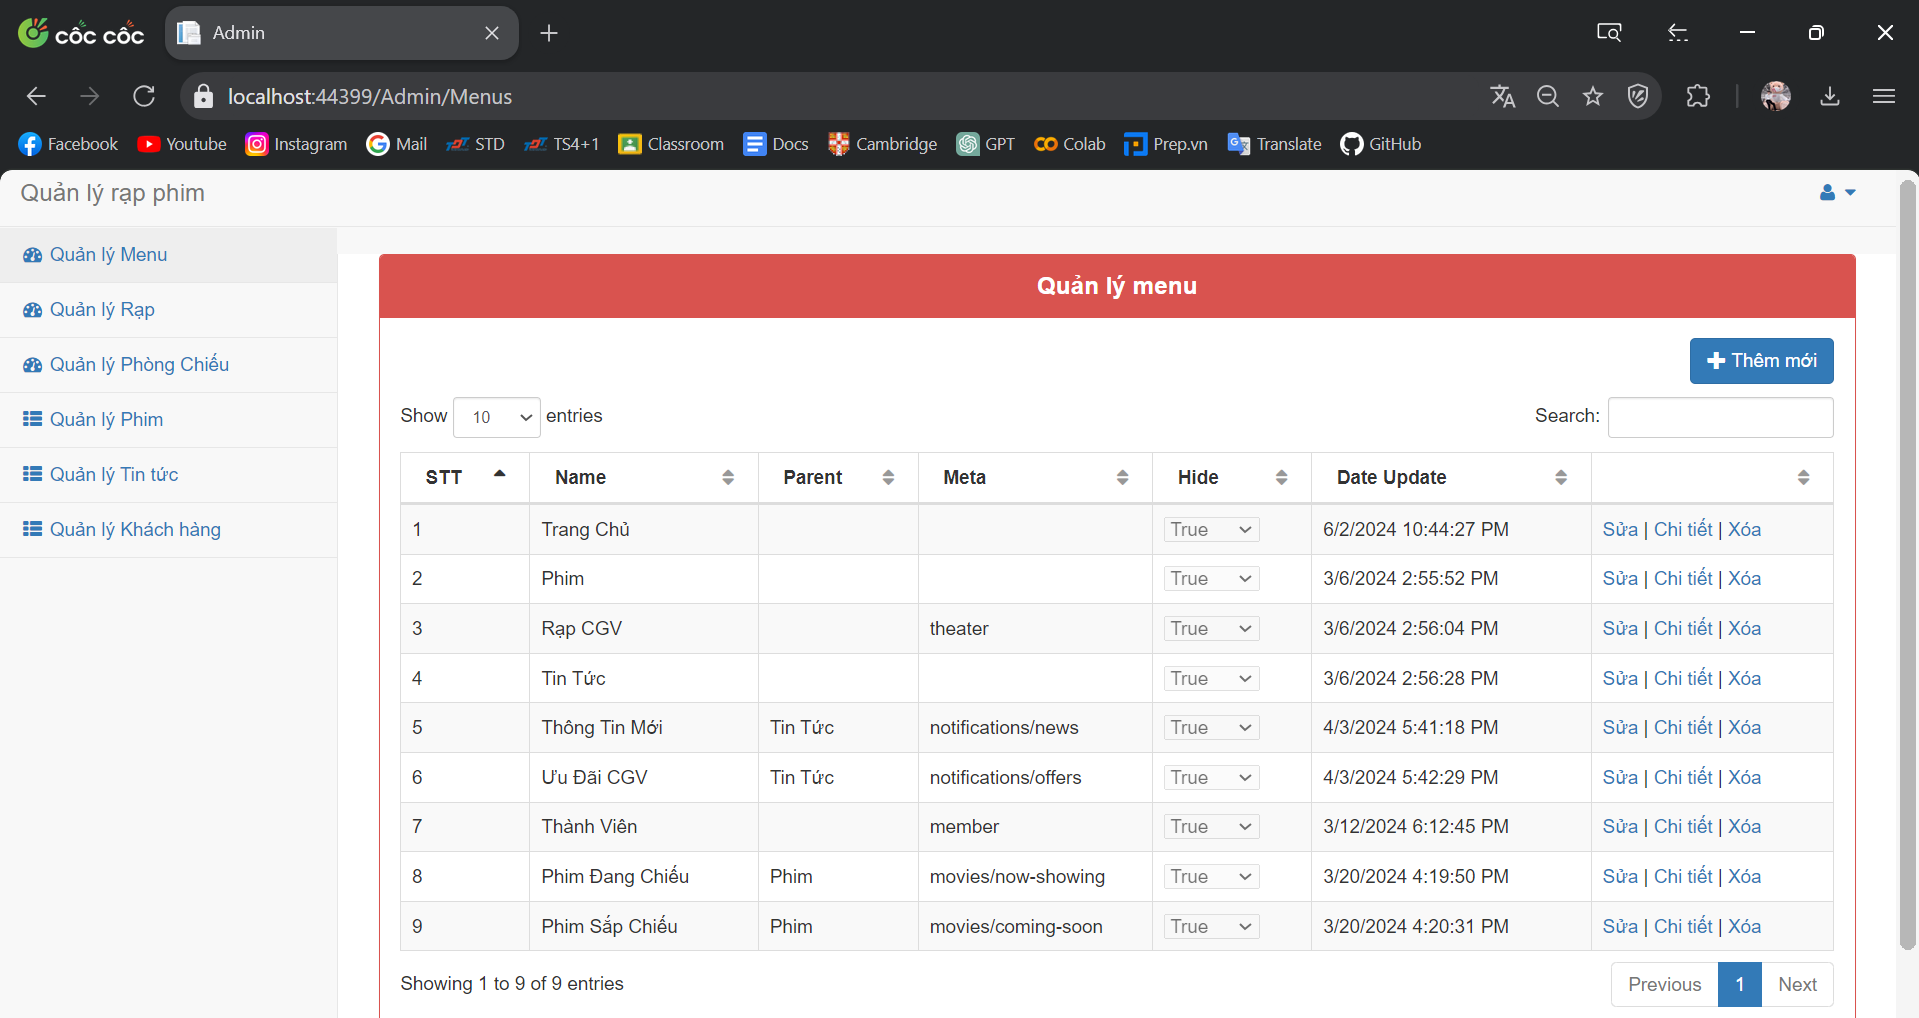 cốc cốc Admin
localhost:44399/Admin/Menus
Facebook Youtube Instagram Mail STD TS4+1 Classroom Docs Cambridge GPT Colab Prep.vn Translate GitHub
Quản lý rạp phim
Quản lý Menu
Quản lý Rạp
Quản lý Phòng Chiếu
Quản lý Phim
Quản lý Tin tức
Quản lý Khách hàng
Quản lý menu
Thêm mới
Show 10 entries Search:
STT Name Parent Meta Hide Date Update
1 Trang Chủ True 6/2/2024 10:44:27 PM Sửa | Chi tiết | Xóa
2 Phim True 3/6/2024 2:55:52 PM Sửa | Chi tiết | Xóa
3 Rạp CGV theater True 3/6/2024 2:56:04 PM Sửa | Chi tiết | Xóa
4 Tin Tức True 3/6/2024 2:56:28 PM Sửa | Chi tiết | Xóa
5 Thông Tin Mới Tin Tức notifications/news True 4/3/2024 5:41:18 PM Sửa | Chi tiết | Xóa
6 Ưu Đãi CGV Tin Tức notifications/offers True 4/3/2024 5:42:29 PM Sửa | Chi tiết | Xóa
7 Thành Viên member True 3/12/2024 6:12:45 PM Sửa | Chi tiết | Xóa
8 Phim Đang Chiếu Phim movies/now-showing True 3/20/2024 4:19:50 PM Sửa | Chi tiết | Xóa
9 Phim Sắp Chiếu Phim movies/coming-soon True 3/20/2024 4:20:31 PM Sửa | Chi tiết | Xóa
Showing 1 to 9 of 9 entries Previous 1 Next